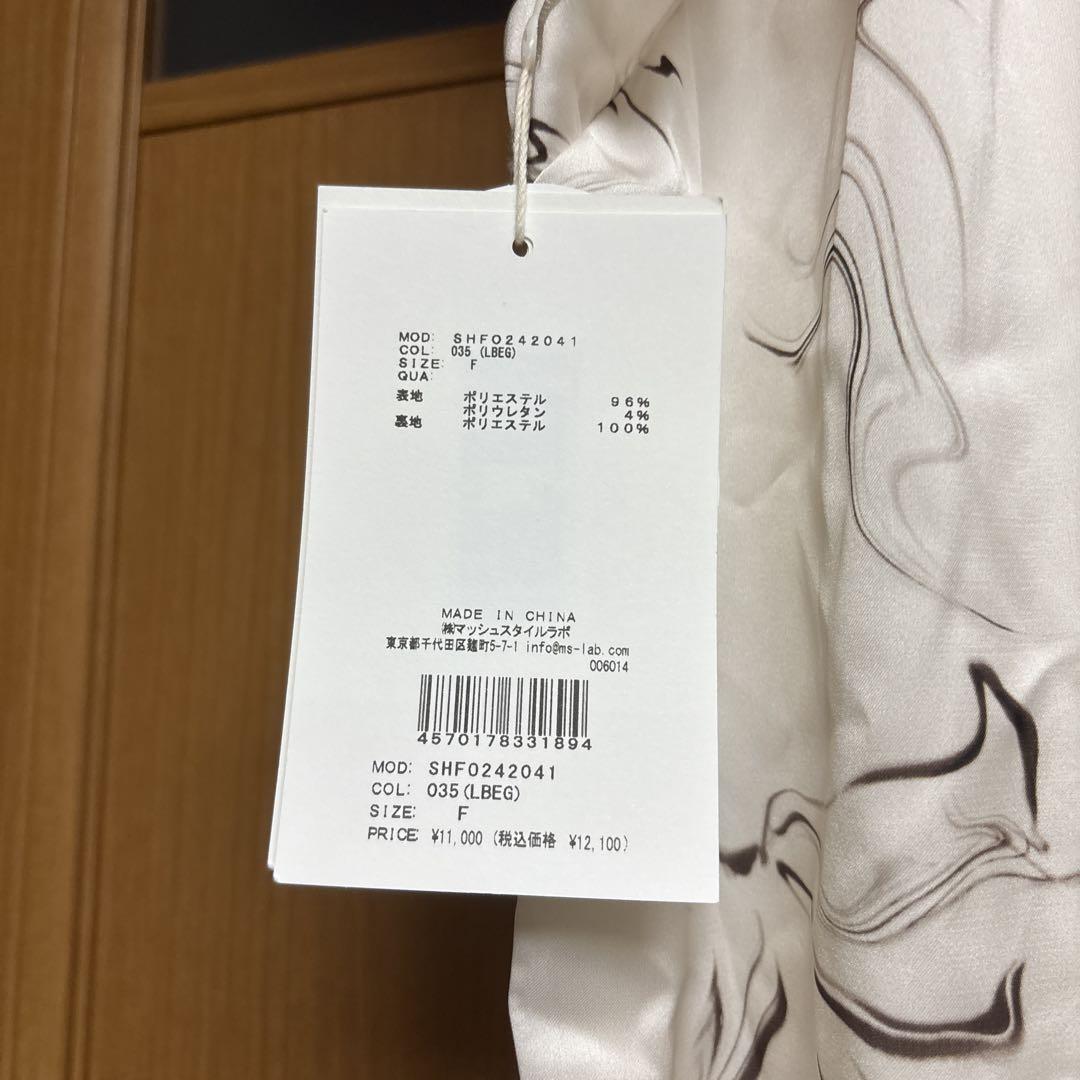 MOD: SHFO242041
COL: 035 (LBEG)
SIZE: F
QUA:
表地 ポリエステル 96%
ポリウレタン 4%
裏地 ポリエステル 100%
MADE IN CHINA
㈱マッシュスタイルラボ
東京都千代田区麹町5-7-1 info@ms-lab.com
006014
4570178331894
MOD: SHF0242041
COL: 035(LBEG)
SIZE: F
PRICE: ¥11,000 (税込価格 ¥12,100)